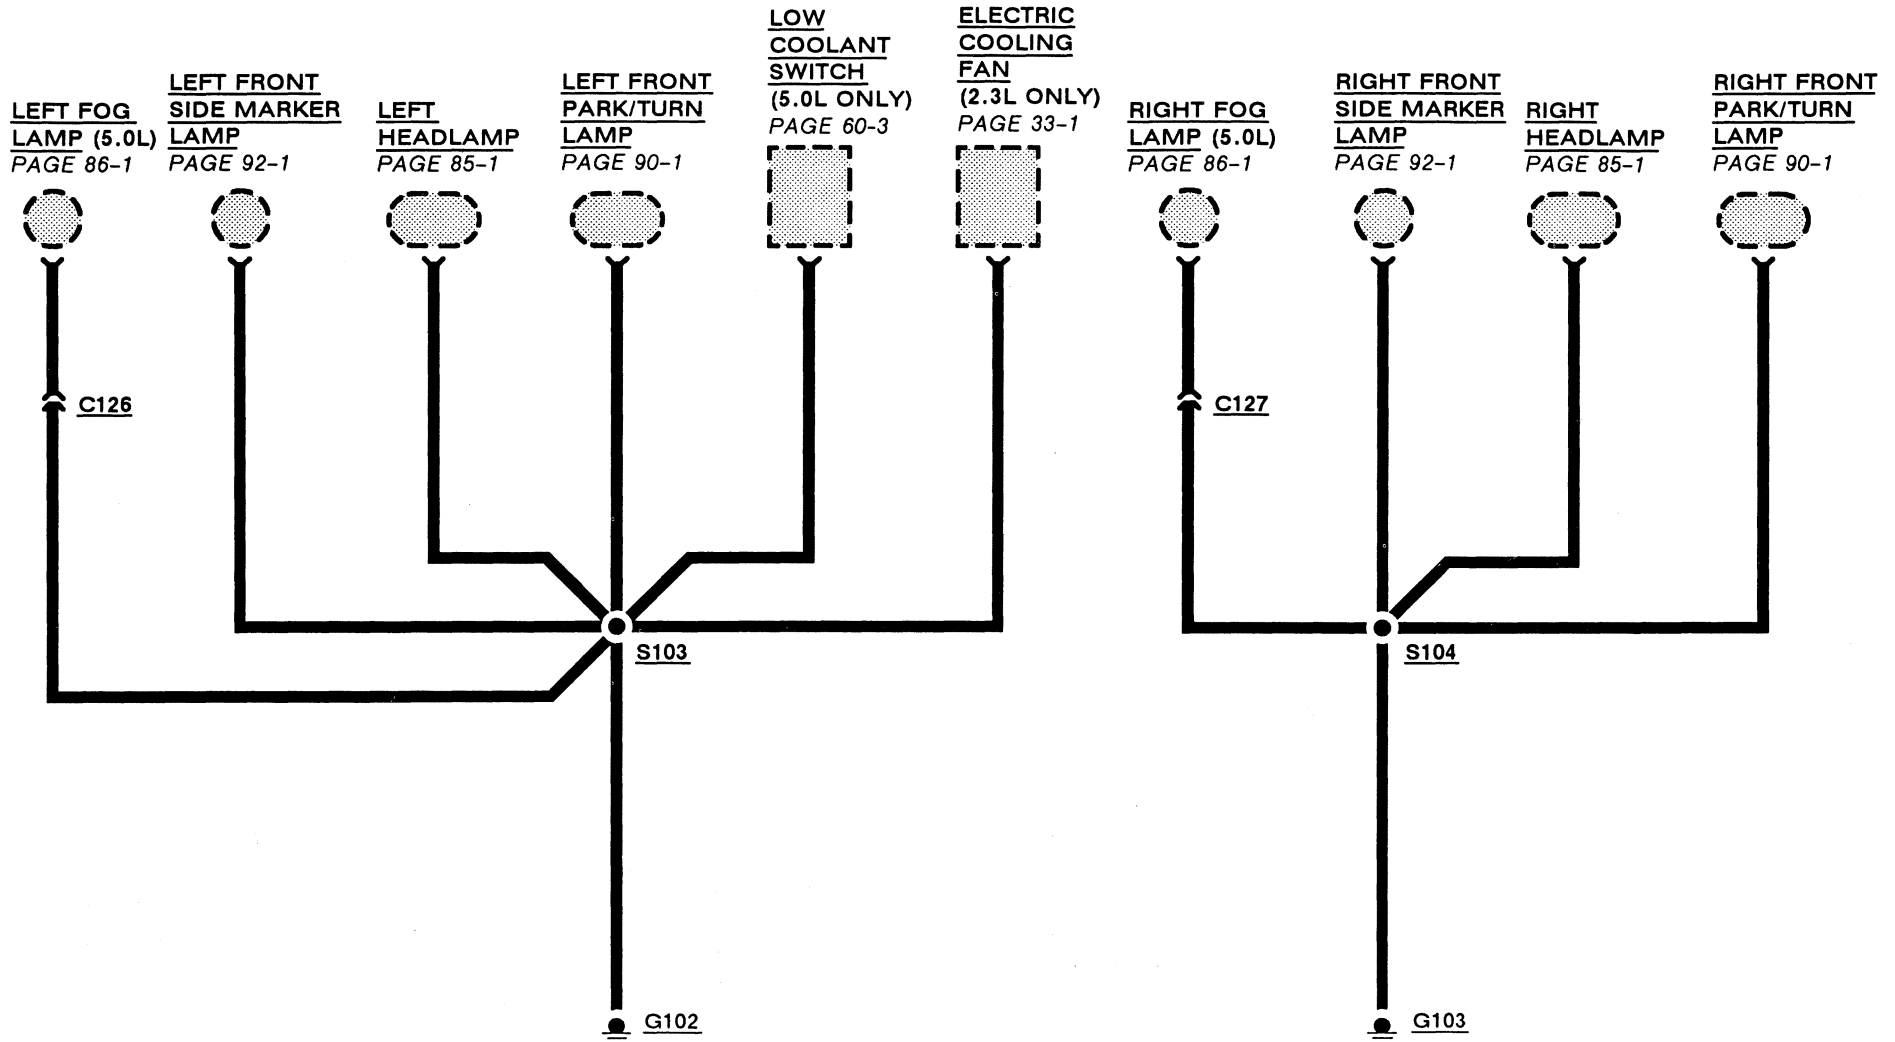 LEFT FOG
LAMP (5.0L)
PAGE 86-1
LEFT FRONT
SIDE MARKER
LAMP
PAGE 92-1
LEFT
HEADLAMP
PAGE 85-1
LEFT FRONT
PARK/TURN
LAMP
PAGE 90-1
LOW
COOLANT
SWITCH
(5.0L ONLY)
PAGE 60-3
ELECTRIC
COOLING
FAN
(2.3L ONLY)
PAGE 33-1
RIGHT FOG
LAMP (5.0L)
PAGE 86-1
RIGHT FRONT
SIDE MARKER
LAMP
PAGE 92-1
RIGHT
HEADLAMP
PAGE 85-1
RIGHT FRONT
PARK/TURN
LAMP
PAGE 90-1
C126
C127
S103
S104
G102
G103